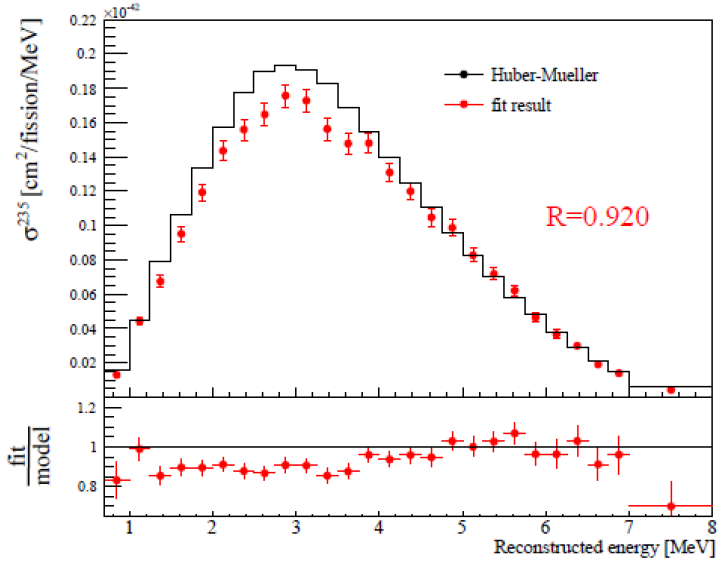 ×10⁻⁴²
0.22
0.2
0.18
0.16
0.14
0.12
0.1
0.08
0.06
0.04
0.02
σ²³⁵ [cm²/fission/MeV]
Huber-Mueller
fit result
R=0.920
1.2
1
0.8
fit
model
1 2 3 4 5 6 7 8
Reconstructed energy [MeV]